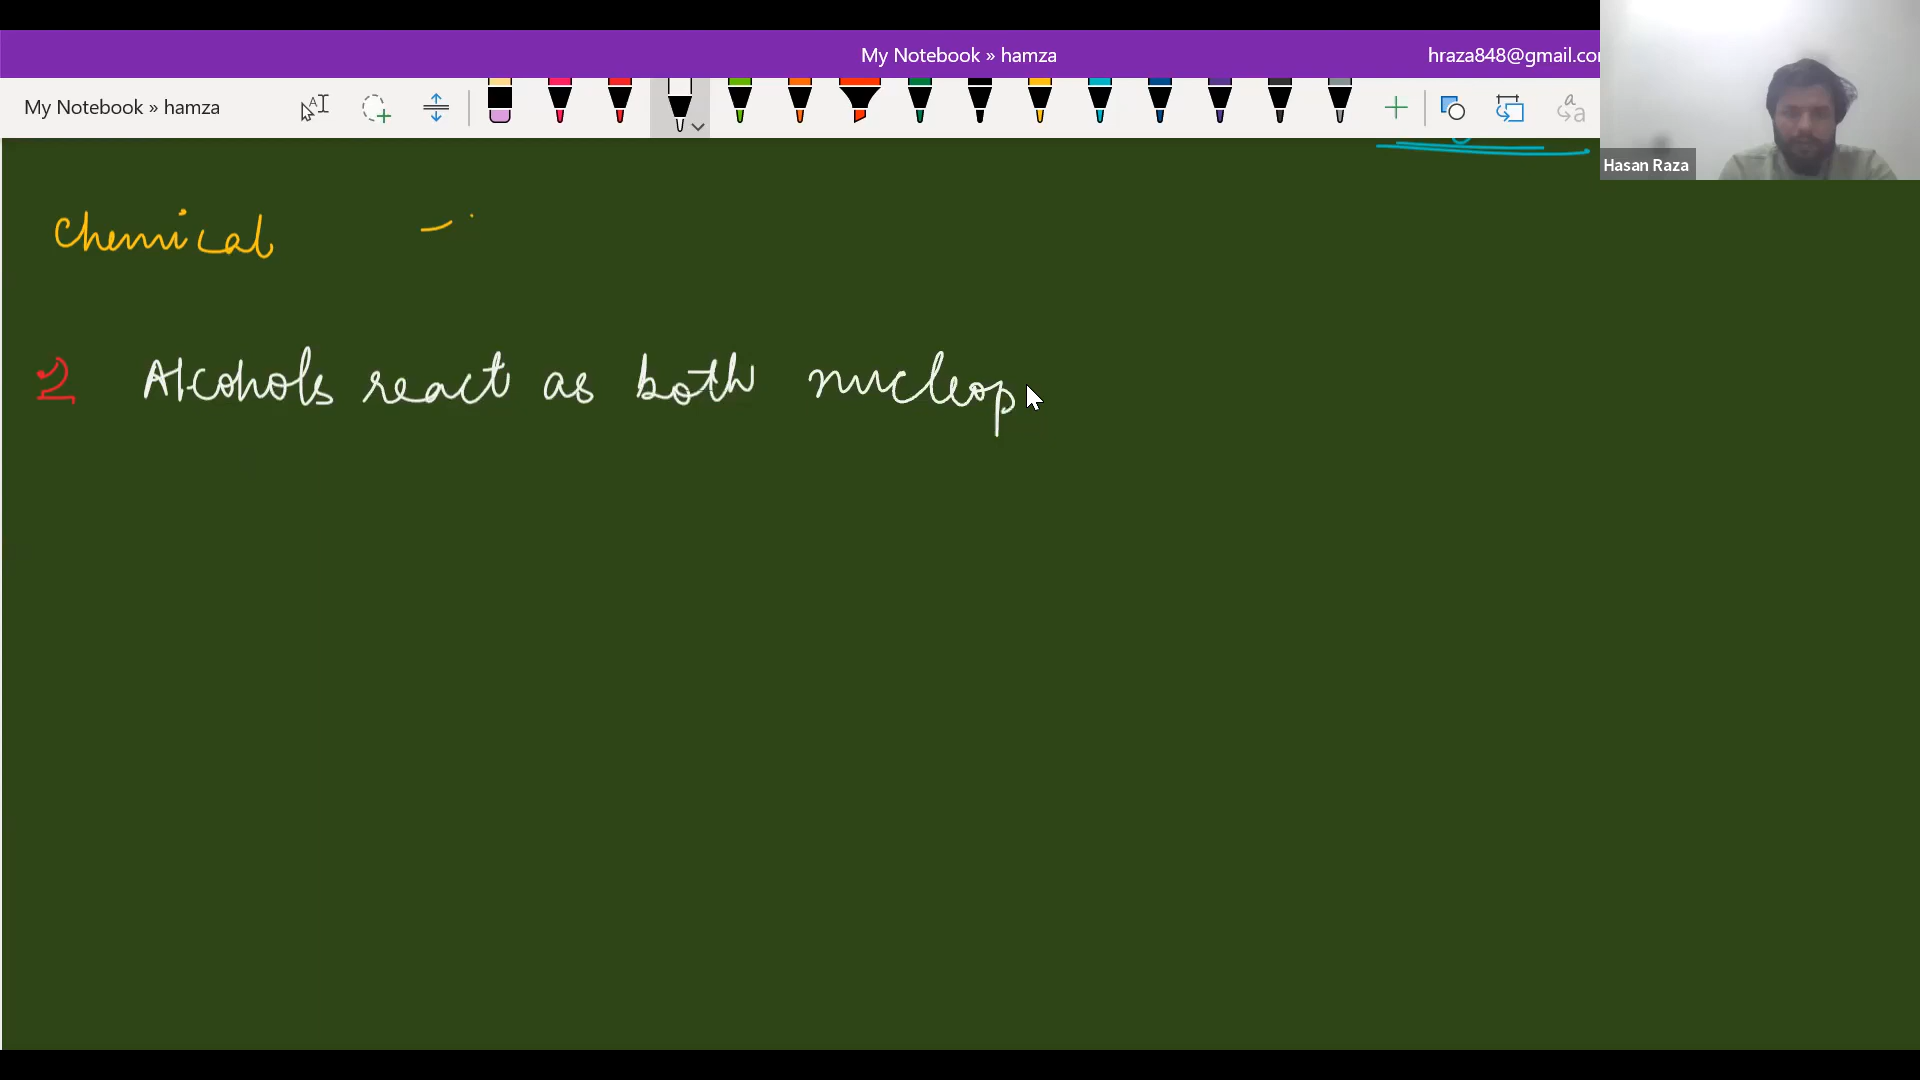 My Notebook » hamza
hraza848@gmail.co
My Notebook » hamza
Hasan Raza
Chemical
2 Alcohols react as both nucleop